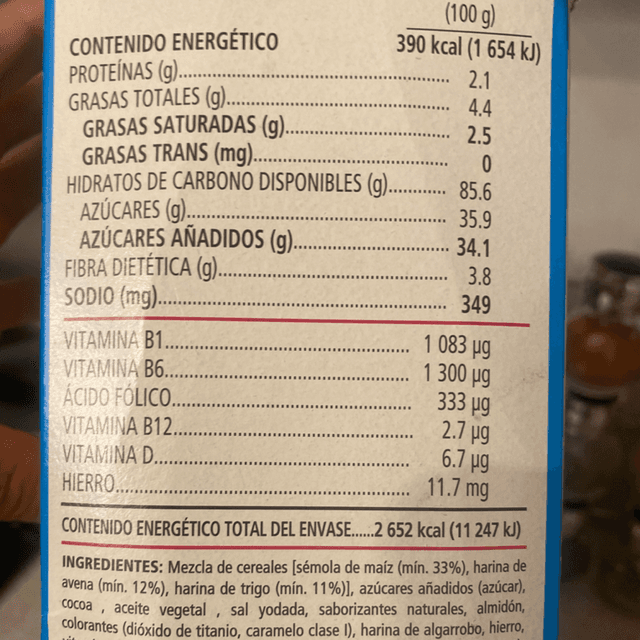 (100 g)
CONTENIDO ENERGÉTICO 390 kcal (1 654 kJ)
PROTEÍNAS (g).......... 2.1
GRASAS TOTALES (g).......... 4.4
GRASAS SATURADAS (g).......... 2.5
GRASAS TRANS (mg).......... 0
HIDRATOS DE CARBONO DISPONIBLES (g).......... 85.6
AZÚCARES (g).......... 35.9
AZÚCARES AÑADIDOS (g).......... 34.1
FIBRA DIETÉTICA (g).......... 3.8
SODIO (mg).......... 349
VITAMINA B1.......... 1 083 µg
VITAMINA B6.......... 1 300 µg
ÁCIDO FÓLICO.......... 333 µg
VITAMINA B12.......... 2.7 µg
VITAMINA D.......... 6.7 µg
HIERRO.......... 11.7 mg
CONTENIDO ENERGÉTICO TOTAL DEL ENVASE......2 652 kcal (11 247 kJ)
INGREDIENTES: Mezcla de cereales [sémola de maíz (mín. 33%), harina de
avena (mín. 12%), harina de trigo (mín. 11%)], azúcares añadidos (azúcar),
cocoa , aceite vegetal , sal yodada, saborizantes naturales, almidón,
colorantes (dióxido de titanio, caramelo clase I), harina de algarrobo, hierro,